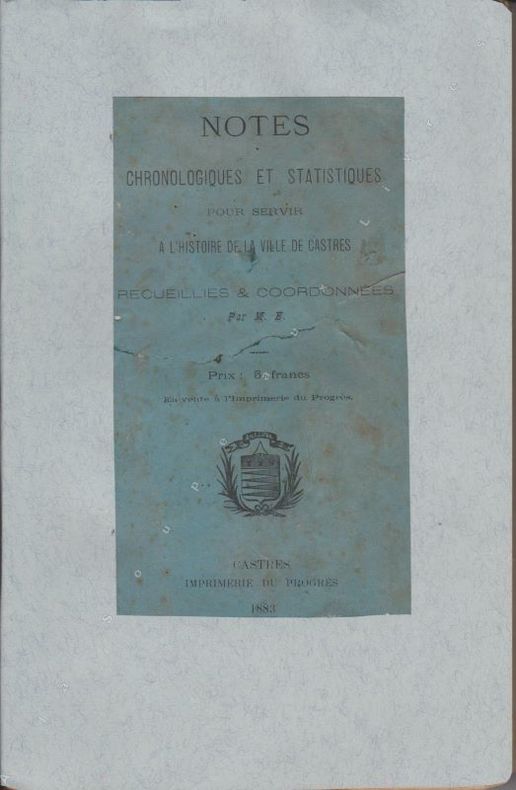 NOTES
CHRONOLOGIQUES ET STATISTIQUES
POUR SERVIR
A L'HISTOIRE DE LA VILLE DE CASTRES
RECUEILLIES & COORDONNÉES
Par M. E.
Prix : francs
En vente à l'Imprimerie du Progrès.
CASTRES
IMPRIMERIE DU PROGRÈS
1883